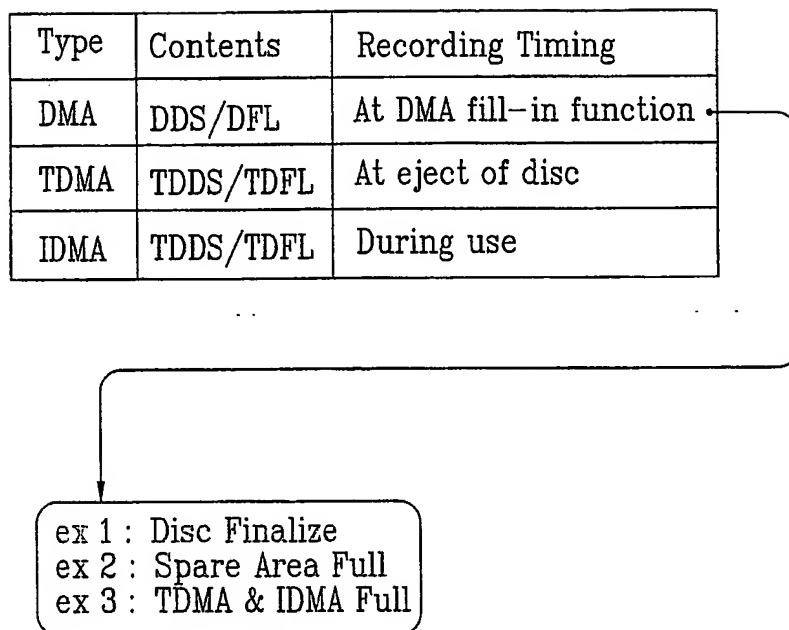 Type Contents Recording Timing
DMA DDS/DFL At DMA fill-in function
TDMA TDDS/TDFL At eject of disc
IDMA TDDS/TDFL During use
ex 1 : Disc Finalize
ex 2 : Spare Area Full
ex 3 : TDMA & IDMA Full